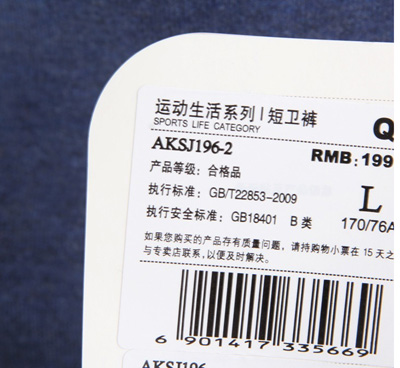 运动生活系列 | 短卫裤
SPORTS LIFE CATEGORY
AKSJ196-2
RMB: 199
产品等级: 合格品
执行标准: GB/T22853-2009
L
执行安全标准: GB18401 B 类
170/76A
如果您购买的产品存有质量问题, 请持购物小票在 15 天之
与专卖店联系, 以便及时解决。
6 901417 335669
AKSJ196